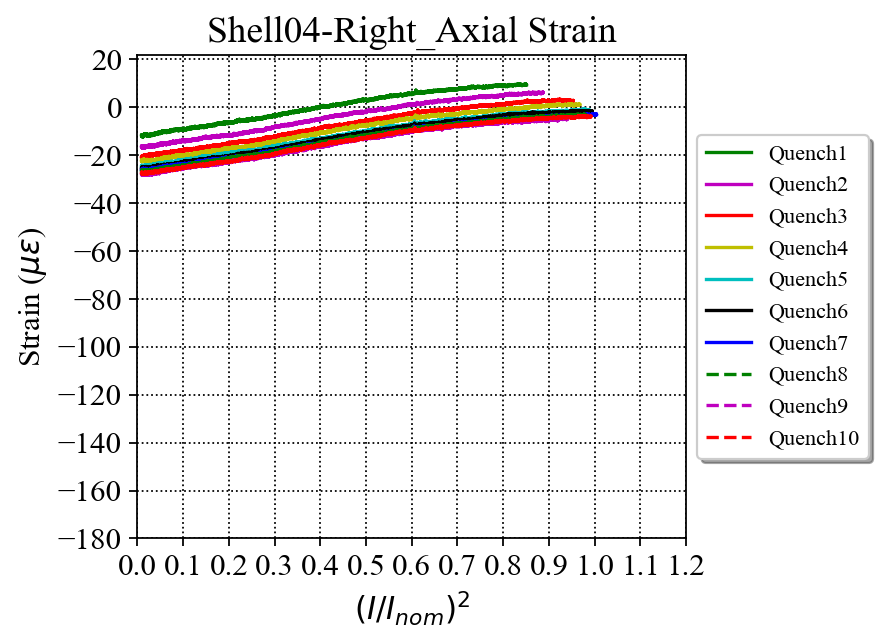 Shell04-Right_Axial Strain
20
0
−20
−40
−60
−80
−100
−120
−140
−160
−180
Strain (με)
0.0 0.1 0.2 0.3 0.4 0.5 0.6 0.7 0.8 0.9 1.0 1.1 1.2
(I/I_nom)²
Quench1
Quench2
Quench3
Quench4
Quench5
Quench6
Quench7
Quench8
Quench9
Quench10